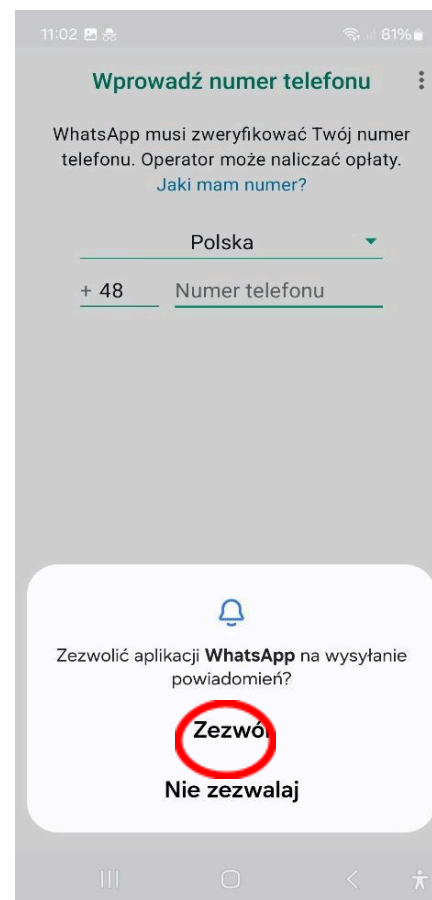 11:02 81%
Wprowadź numer telefonu
WhatsApp musi zweryfikować Twój numer
telefonu. Operator może naliczać opłaty.
Jaki mam numer?
Polska
+ 48 Numer telefonu
Zezwolić aplikacji WhatsApp na wysyłanie
powiadomień?
Zezwól
Nie zezwalaj